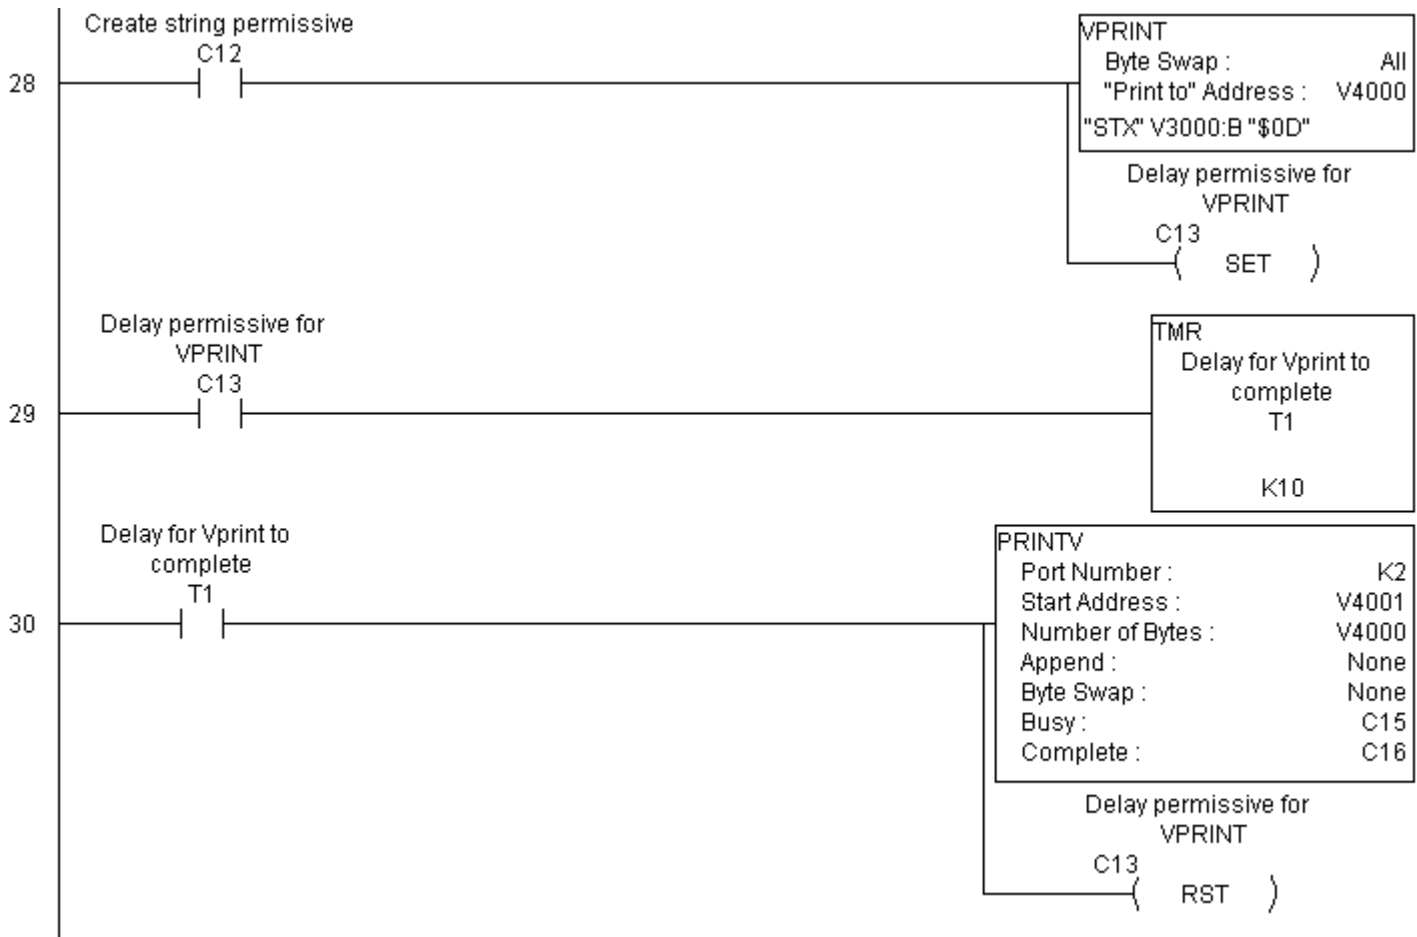 Create string permissive
C12
28
VPRINT
Byte Swap : All
"Print to" Address : V4000
"STX" V3000:B "$0D"
Delay permissive for
VPRINT
C13
SET
Delay permissive for
VPRINT
C13
29
TMR
Delay for Vprint to
complete
T1
K10
Delay for Vprint to
complete
T1
30
PRINTV
Port Number : K2
Start Address : V4001
Number of Bytes : V4000
Append : None
Byte Swap : None
Busy : C15
Complete : C16
Delay permissive for
VPRINT
C13
RST